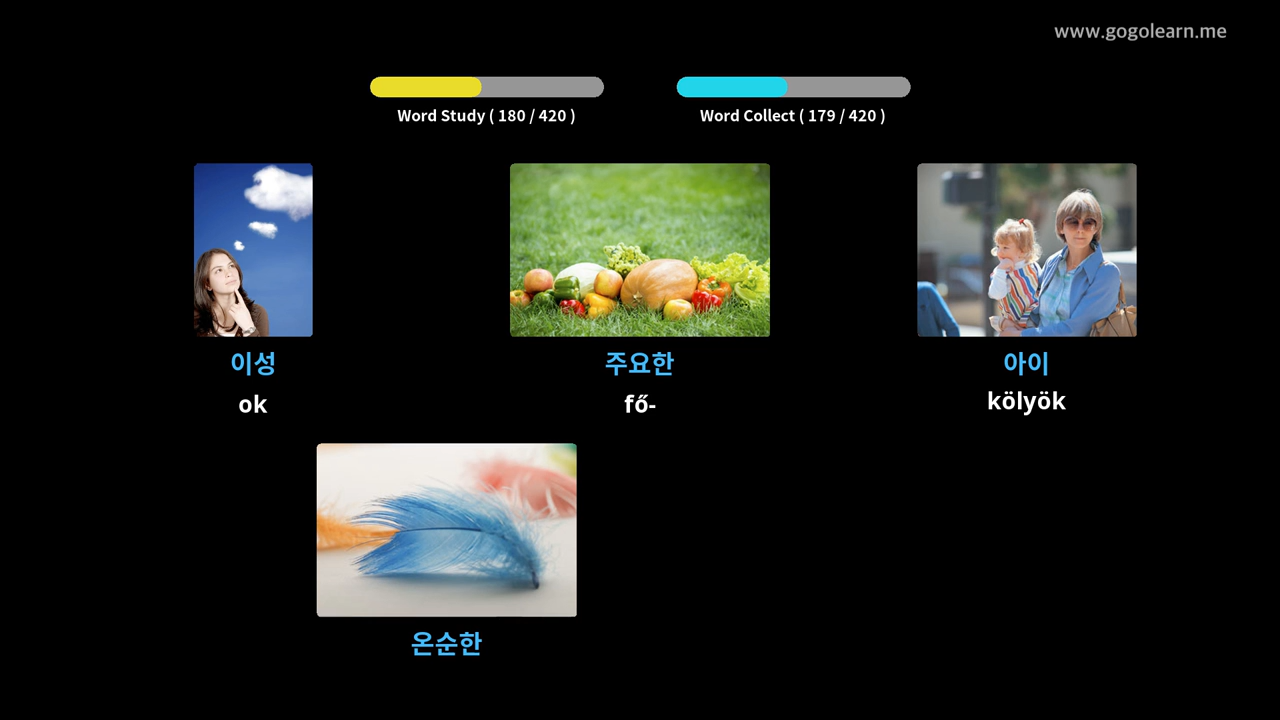 www.gogolearn.me
Word Study ( 180 / 420 )
Word Collect ( 179 / 420 )
이성
ok
주요한
fő-
아이
kölyök
온순한